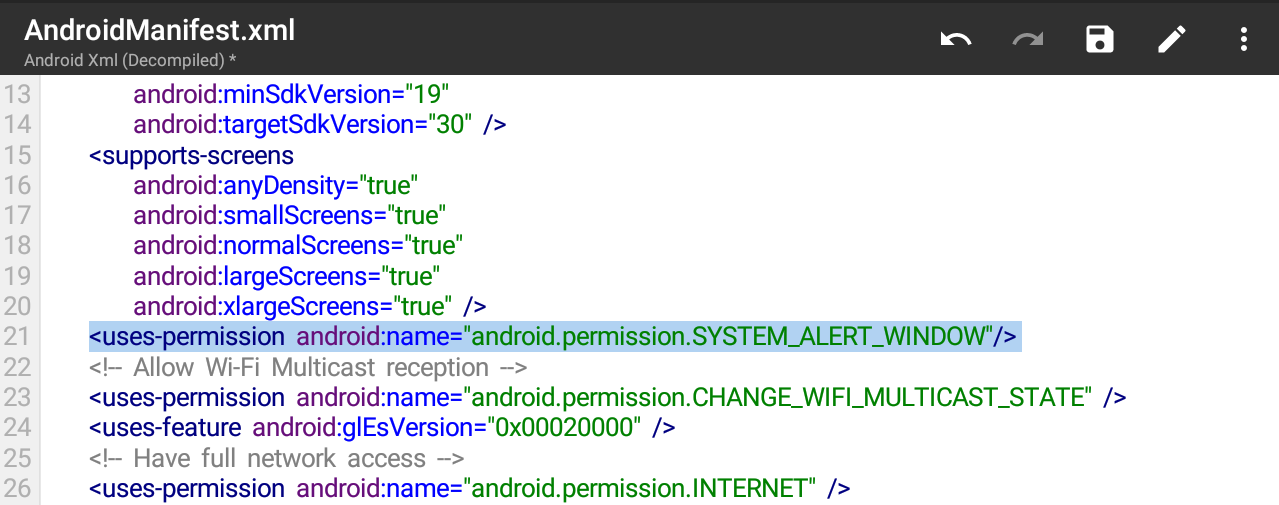 AndroidManifest.xml
Android Xml (Decompiled) *
13 android:minSdkVersion="19"
14 android:targetSdkVersion="30" />
15 <supports-screens
16 android:anyDensity="true"
17 android:smallScreens="true"
18 android:normalScreens="true"
19 android:largeScreens="true"
20 android:xlargeScreens="true" />
21 <uses-permission android:name="android.permission.SYSTEM_ALERT_WINDOW"/>
22 <!-- Allow Wi-Fi Multicast reception -->
23 <uses-permission android:name="android.permission.CHANGE_WIFI_MULTICAST_STATE" />
24 <uses-feature android:glEsVersion="0x00020000" />
25 <!-- Have full network access -->
26 <uses-permission android:name="android.permission.INTERNET" />